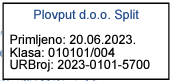 Plovput d.o.o. Split
Primljeno: 20.06.2023.
Klasa: 010101/004
URBroj: 2023-0101-5700